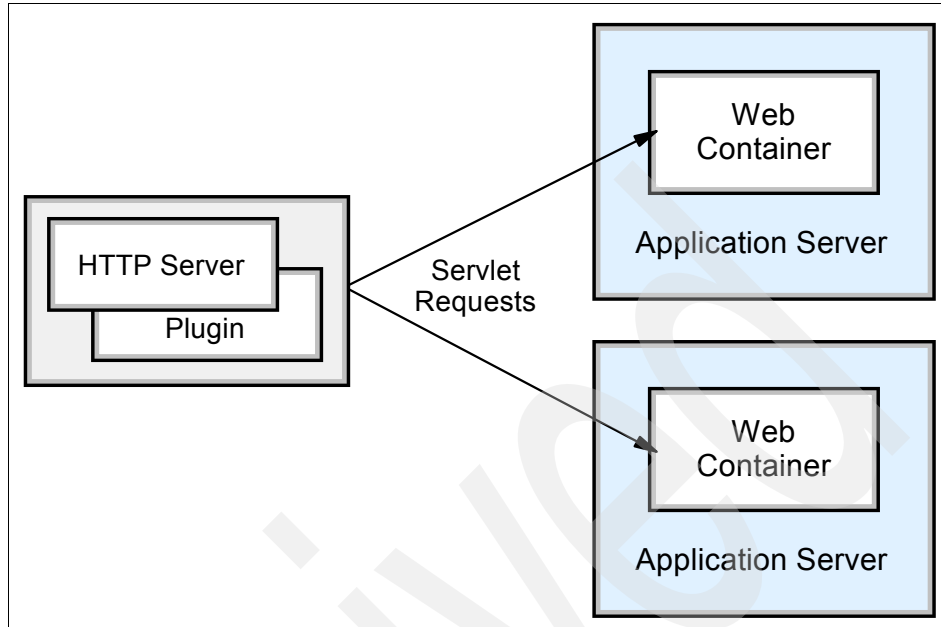 HTTP Server
Plugin
Servlet
Requests
Web
Container
Application Server
Web
Container
Application Server